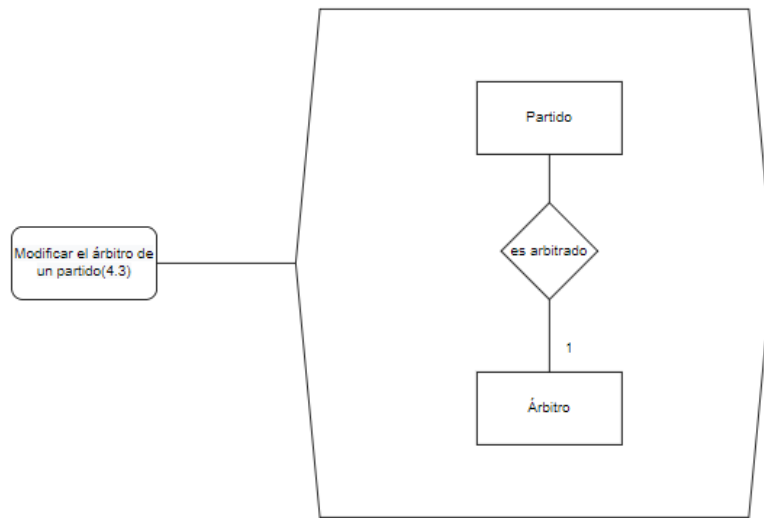 Partido
Modificar el árbitro de
un partido(4.3)
es arbitrado
1
Árbitro